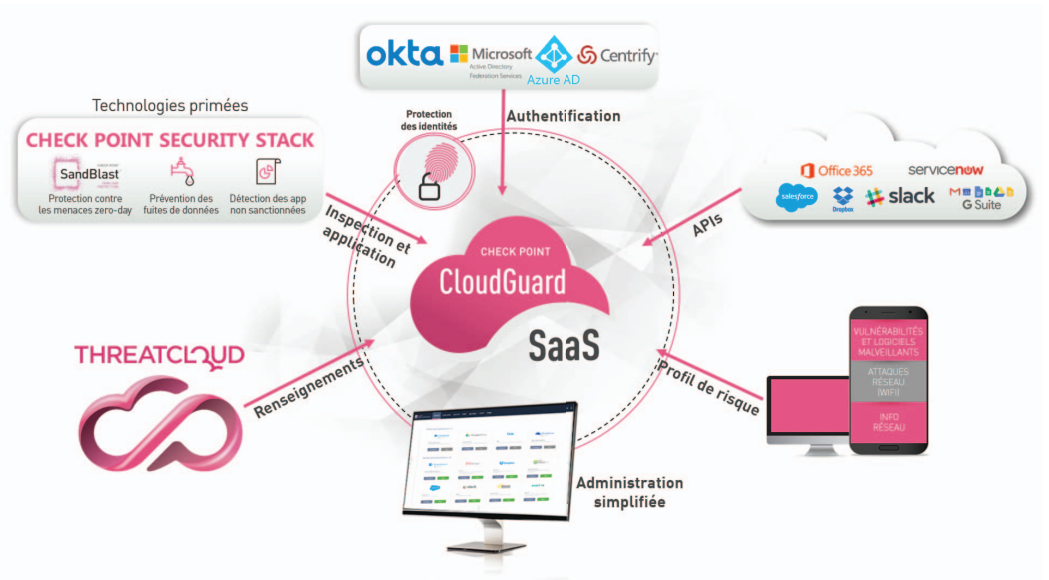 okta
Microsoft
Active Directory
Federation Services
Azure AD
Centrify
Technologies primées
CHECK POINT SECURITY STACK
SandBlast
Protection contre
les menaces zero-day
Prévention des
fuites de données
Détection des app
non sanctionnées
Protection
des identités
Authentification
Office 365
servicenow
salesforce
Dropbox
slack
G Suite
Inspection et
application
APIs
CHECK POINT
CloudGuard
SaaS
THREATCLOUD
Renseignements
Profil de risque
VULNÉRABILITÉS
ET LOGICIELS
MALVEILLANTS
ATTAQUES
RÉSEAU
(WIFI)
INFO
RÉSEAU
Administration
simplifiée